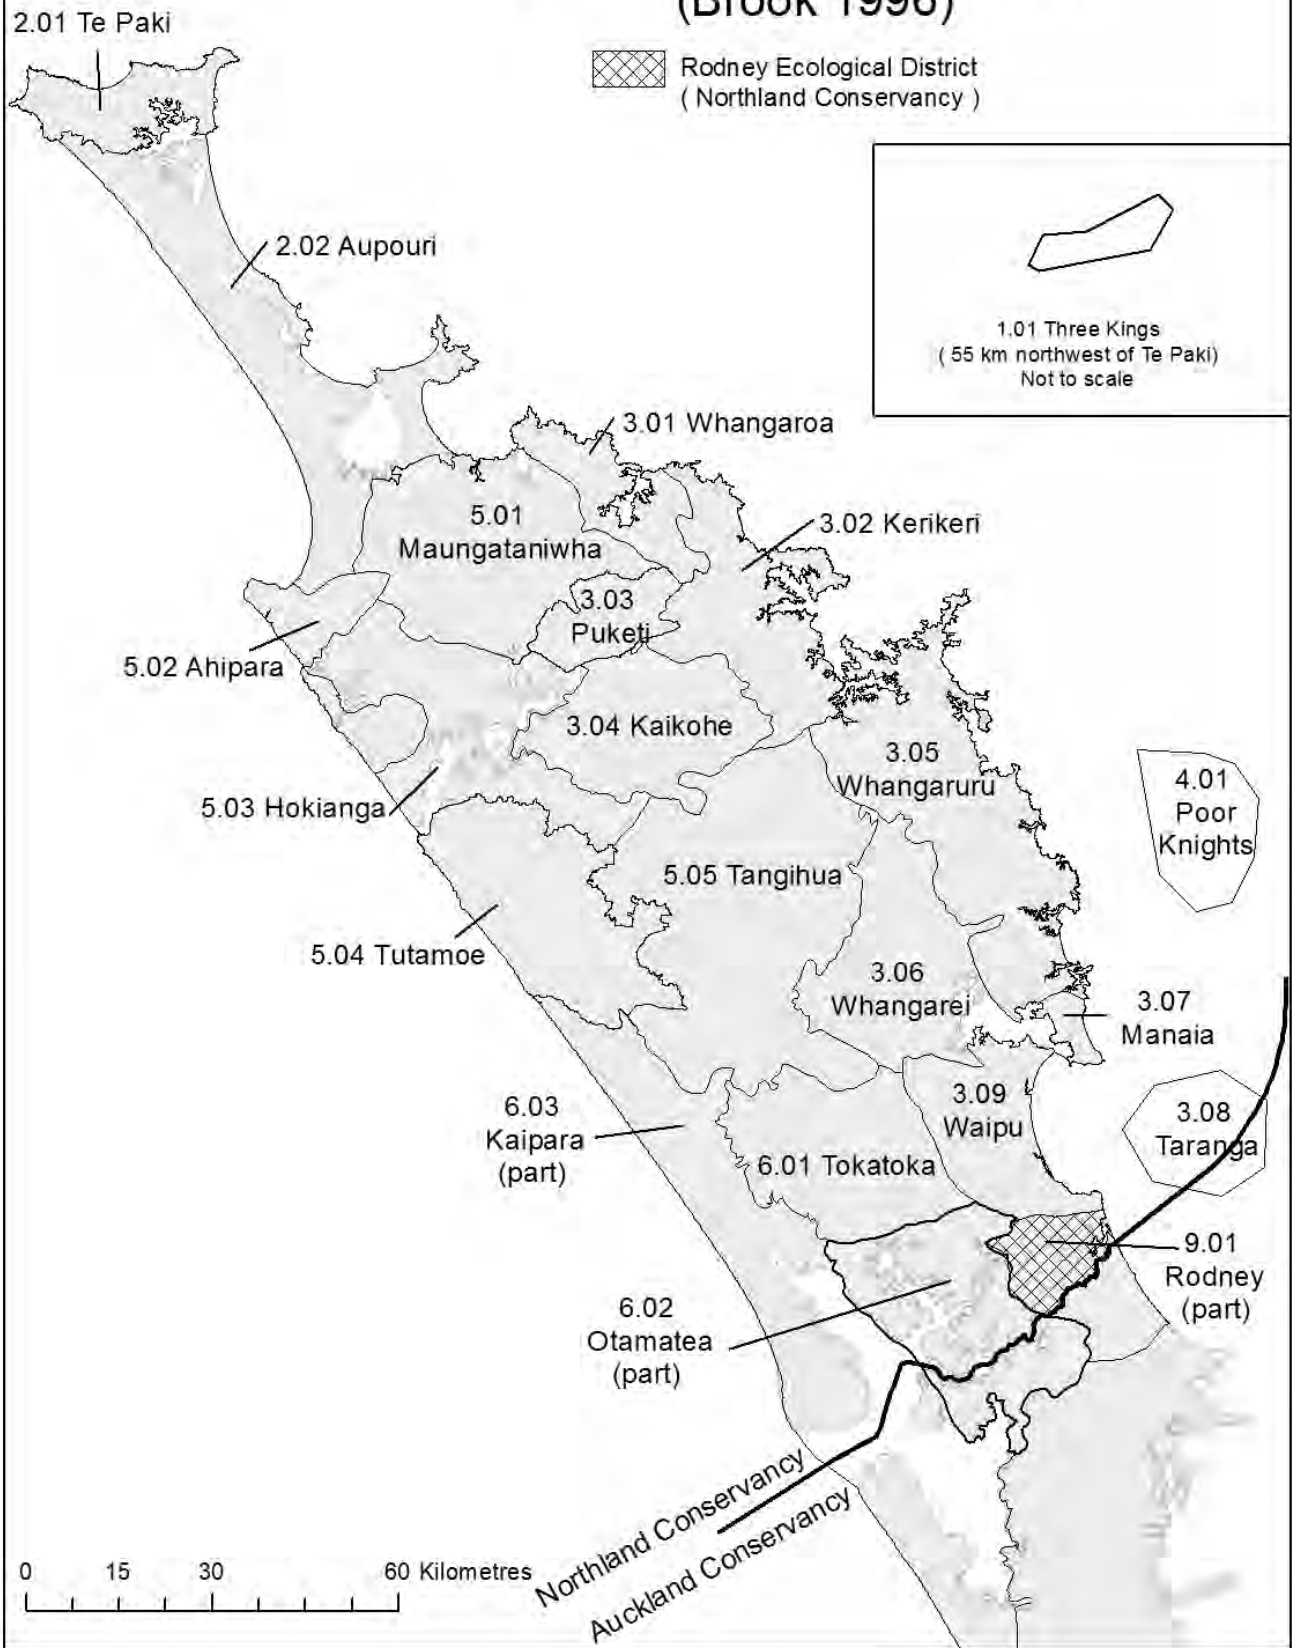 (Brook 1996)
2.01 Te Paki
Rodney Ecological District
( Northland Conservancy )
2.02 Aupouri
1.01 Three Kings
( 55 km northwest of Te Paki)
Not to scale
3.01 Whangaroa
5.01
Maungataniwha
3.02 Kerikeri
3.03
Puketi
5.02 Ahipara
3.04 Kaikohe
3.05
Whangaruru
4.01
Poor
Knights
5.03 Hokianga
5.05 Tangihua
5.04 Tutamoe
3.06
Whangarei
3.07
Manaia
3.09
Waipu
3.08
Taranga
6.03
Kaipara
(part)
6.01 Tokatoka
9.01
Rodney
(part)
6.02
Otamatea
(part)
Northland Conservancy
Auckland Conservancy
0 15 30 60 Kilometres